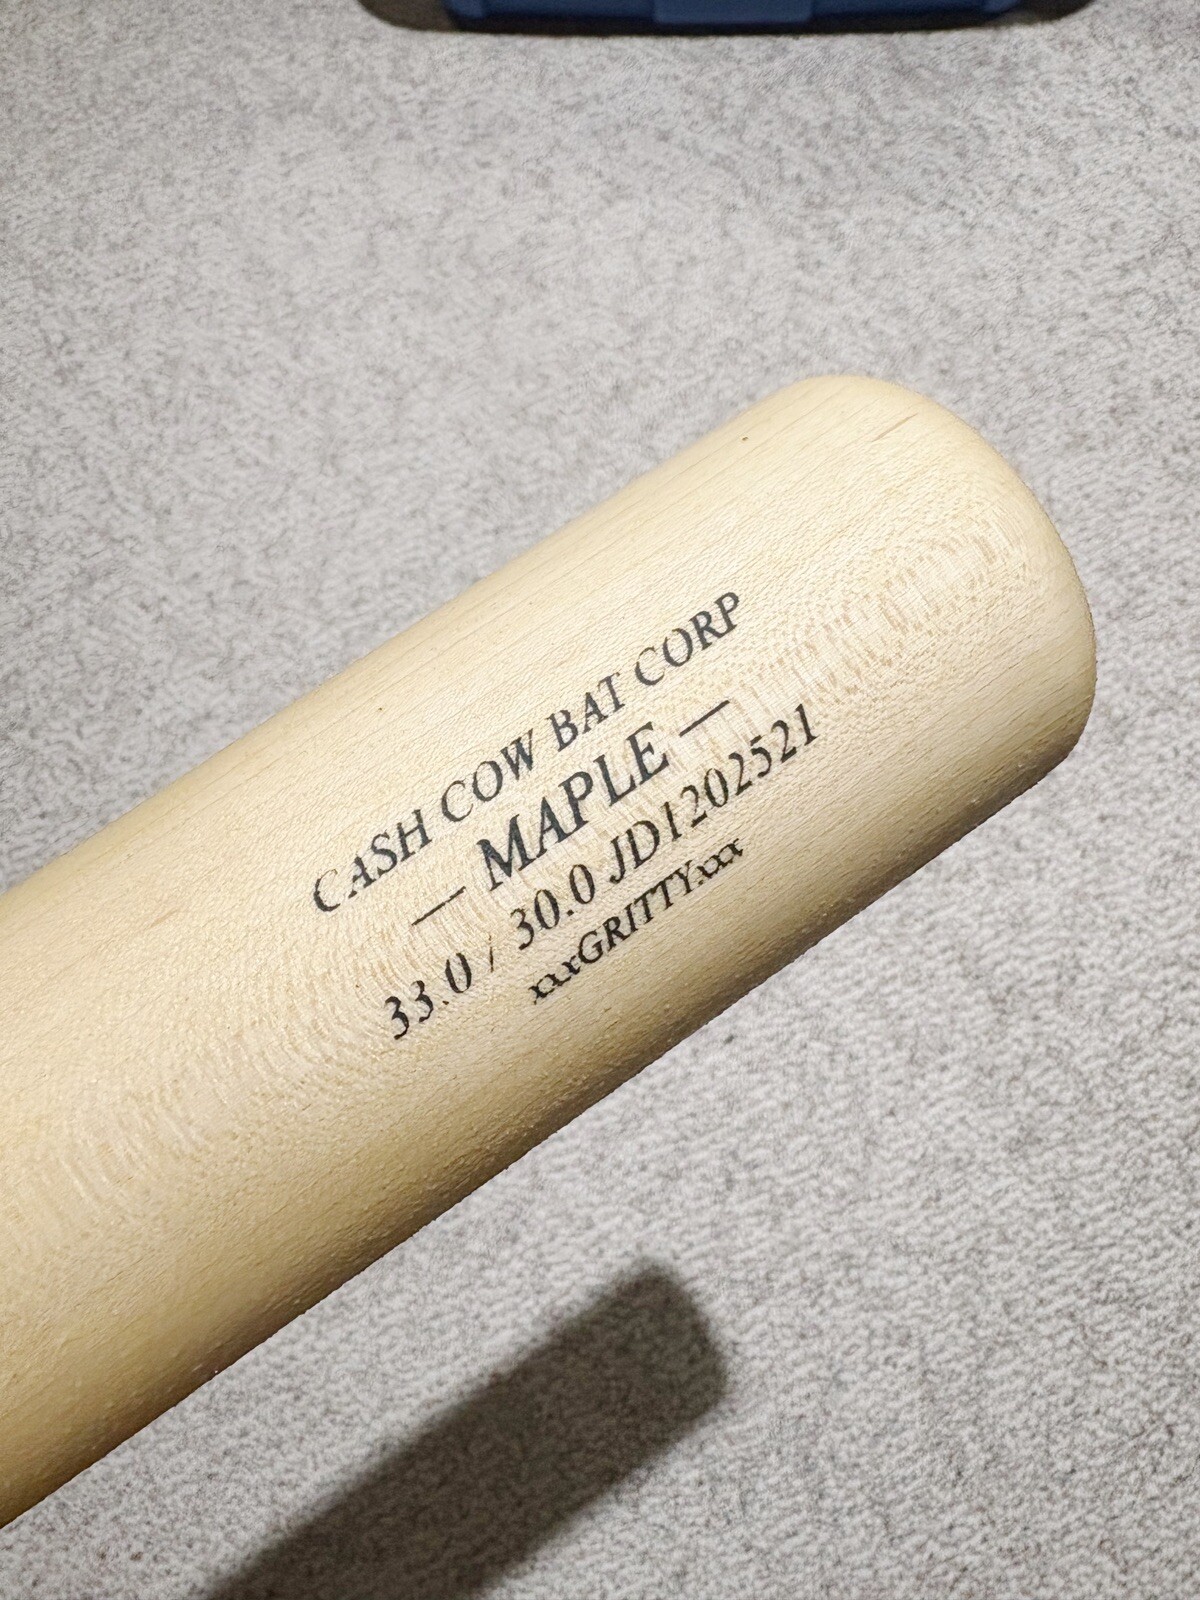 CASH COW BAT CORP
— MAPLE —
33.0 / 30.0 JD1202521
xxxGRITTYxxx